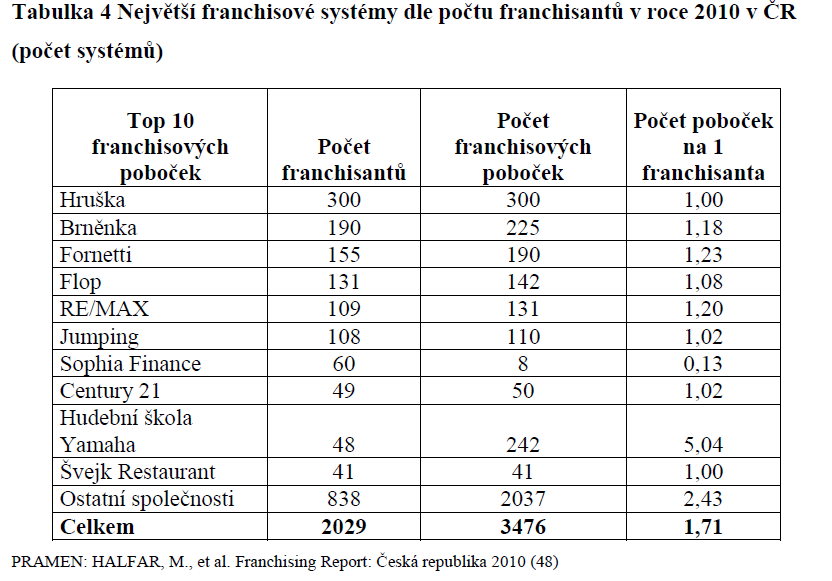 Tabulka 4 Největší franchisové systémy dle počtu franchisantů v roce 2010 v ČR
(počet systémů)
Top 10 franchisových poboček Počet franchisantů Počet franchisových poboček Počet poboček na 1 franchisanta
Hruška 300 300 1,00
Brněnka 190 225 1,18
Fornetti 155 190 1,23
Flop 131 142 1,08
RE/MAX 109 131 1,20
Jumping 108 110 1,02
Sophia Finance 60 8 0,13
Century 21 49 50 1,02
Hudební škola
Yamaha 48 242 5,04
Švejk Restaurant 41 41 1,00
Ostatní společnosti 838 2037 2,43
Celkem 2029 3476 1,71
PRAMEN: HALFAR, M., et al. Franchising Report: Česká republika 2010 (48)